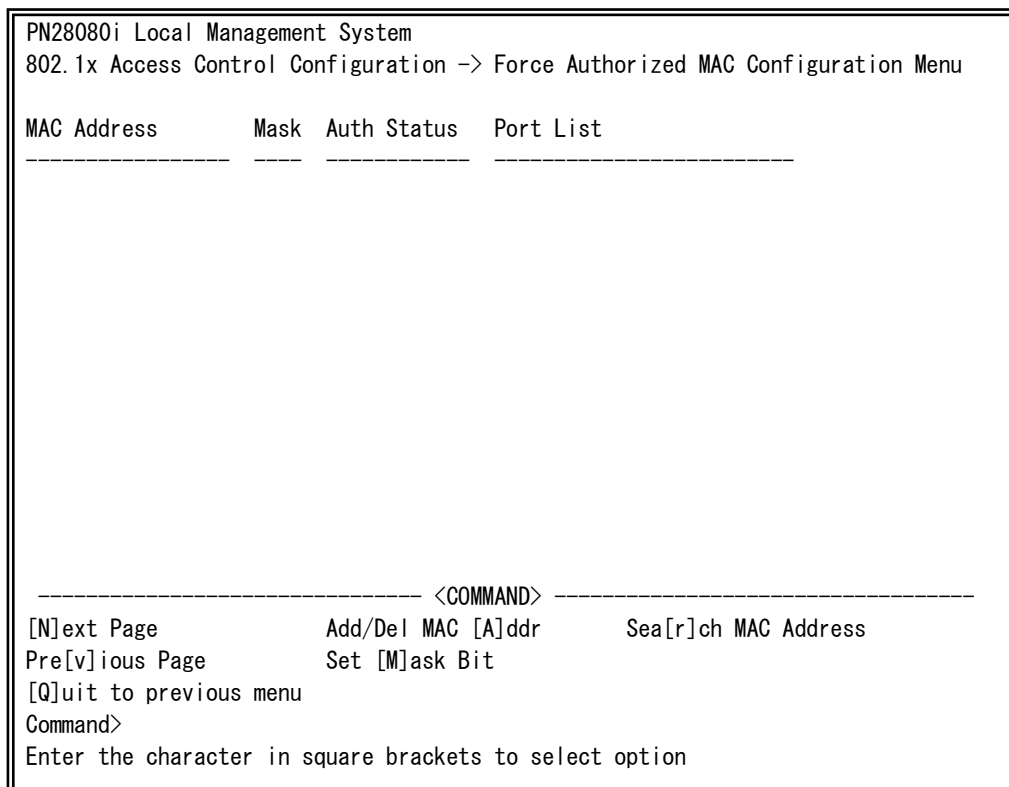 PN28080i Local Management System
802.1x Access Control Configuration -> Force Authorized MAC Configuration Menu
MAC Address        Mask  Auth Status   Port List
-----------------  ----  ------------  -------------------------
-------------------------------- <COMMAND> -----------------------------------
[N]ext Page              Add/Del MAC [A]ddr       Sea[r]ch MAC Address
Pre[v]ious Page          Set [M]ask Bit
[Q]uit to previous menu
Command>
Enter the character in square brackets to select option